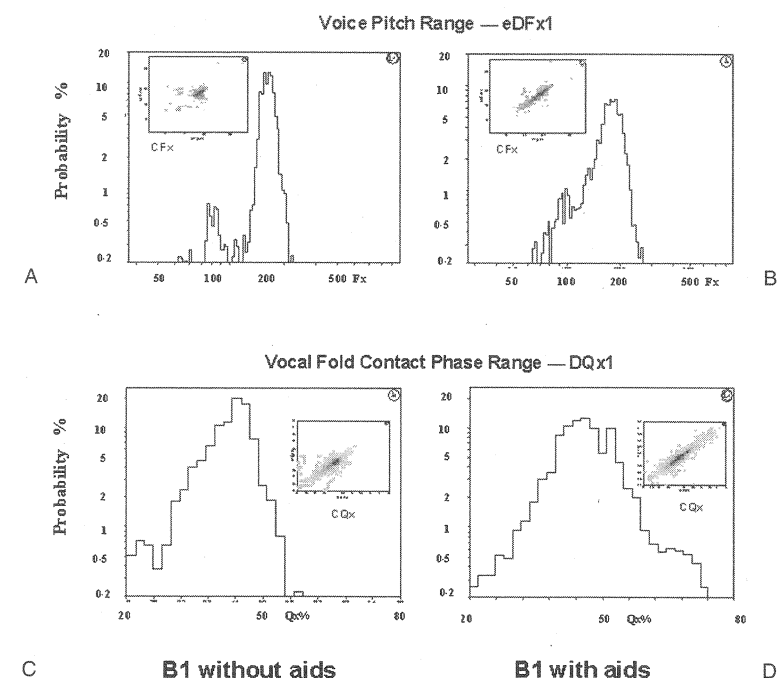 Voice Pitch Range — eDFx1
Probability %
20
10
5
2
1
0·5
0·2
CFx
50 100 200 500 Fx
A
20
10
5
2
1
0·5
0·2
CFx
50 100 200 500 Fx
B
Vocal Fold Contact Phase Range — DQx1
Probability %
20
10
5
2
1
0·5
0·2
CQx
20 50 Qx% 80
C
B1 without aids
20
10
5
2
1
0·5
0·2
CQx
20 50 Qx% 80
B1 with aids
D